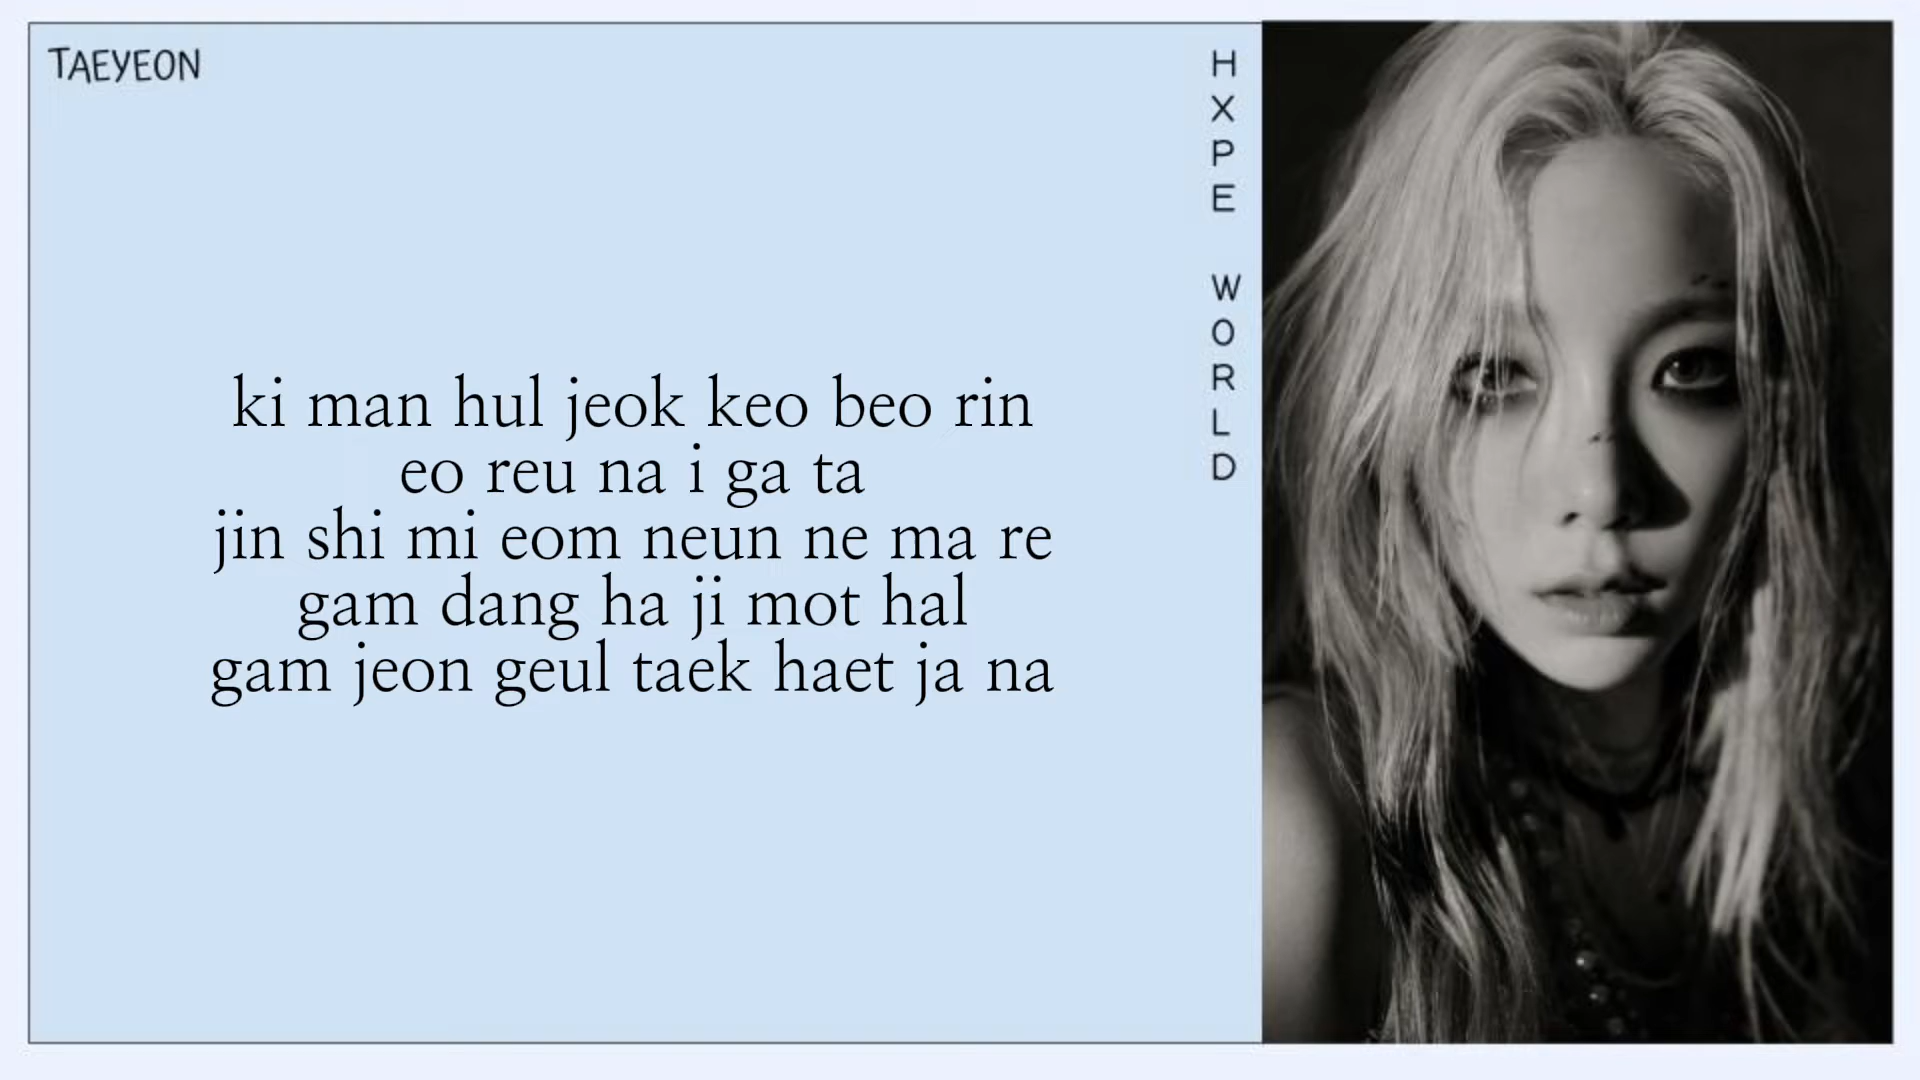 TAEYEON
HXPE WORLD
ki man hul jeok keo beo rin
eo reu na i ga ta
jin shi mi eom neun ne ma re
gam dang ha ji mot hal
gam jeon geul taek haet ja na